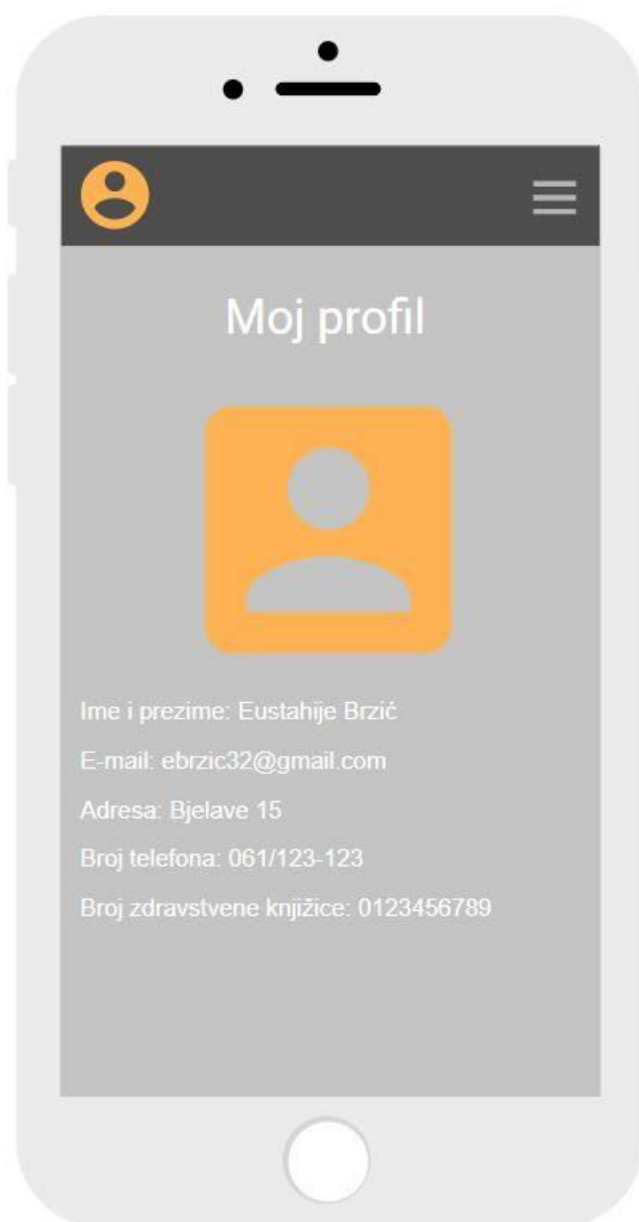 Moj profil
Ime i prezime: Eustahije Brzić
E-mail: ebrzic32@gmail.com
Adresa: Bjelave 15
Broj telefona: 061/123-123
Broj zdravstvene knjižice: 0123456789